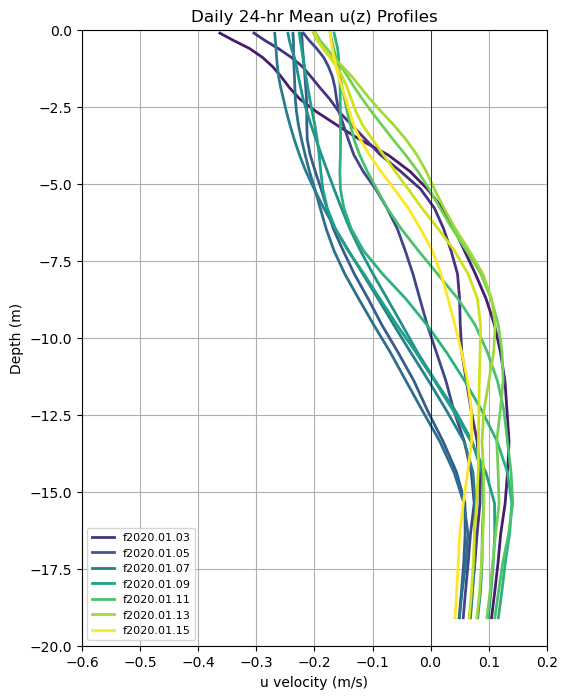 Daily 24-hr Mean u(z) Profiles
0.0
−2.5
−5.0
−7.5
−10.0
−12.5
−15.0
−17.5
−20.0
Depth (m)
f2020.01.03
f2020.01.05
f2020.01.07
f2020.01.09
f2020.01.11
f2020.01.13
f2020.01.15
−0.6 −0.5 −0.4 −0.3 −0.2 −0.1 0.0 0.1 0.2
u velocity (m/s)